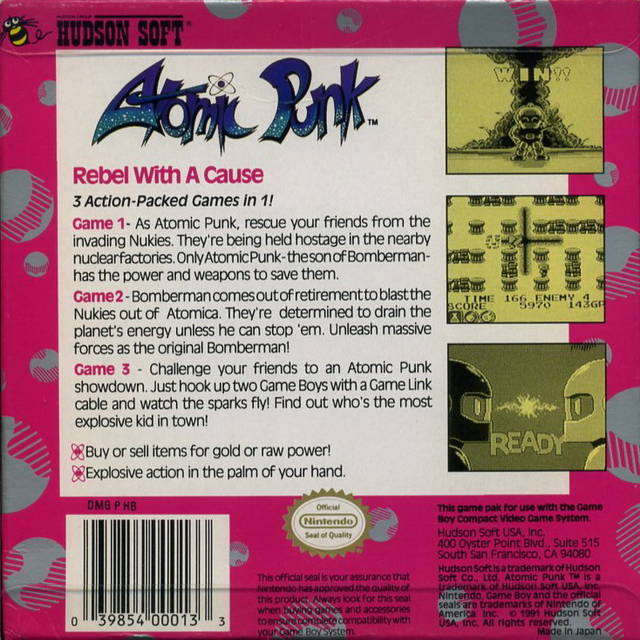 HUDSON GROUP
HUDSON SOFT®
Atomic Punk™
Rebel With A Cause
3 Action-Packed Games in 1!
Game 1- As Atomic Punk, rescue your friends from the
invading Nukies. They're being held hostage in the nearby
nuclear factories. Only Atomic Punk- the son of Bomberman-
has the power and weapons to save them.
Game 2 - Bomberman comes out of retirement to blast the
Nukies out of Atomica. They're determined to drain the
planet's energy unless he can stop 'em. Unleash massive
forces as the original Bomberman!
Game 3 - Challenge your friends to an Atomic Punk
showdown. Just hook up two Game Boys with a Game Link
cable and watch the sparks fly! Find out who's the most
explosive kid in town!
Buy or sell items for gold or raw power!
Explosive action in the palm of your hand.
WIN!!
TIME 166 ENEMY 4
SCORE 5970 143GP
READY
DMG P HB
0 39854 00013 3
Official
Nintendo
Seal of Quality
This official seal is your assurance that
Nintendo has approved the quality of
this product. Always look for this seal
when buying games and accessories
to ensure complete compatibility with
your Game Boy System.
This game pak for use with the Game
Boy Compact Video Game System.
Hudson Soft USA, Inc.
400 Oyster Point Blvd., Suite 515
South San Francisco, CA 94080
Hudson Soft is a trademark of Hudson
Soft Co., Ltd. Atomic Punk ™ is a
trademark of Hudson Soft USA, Inc.
Nintendo, Game Boy and the official
seals are trademarks of Nintendo of
America Inc. © 1991 Hudson Soft
USA, Inc. All rights reserved.
Made in Japan